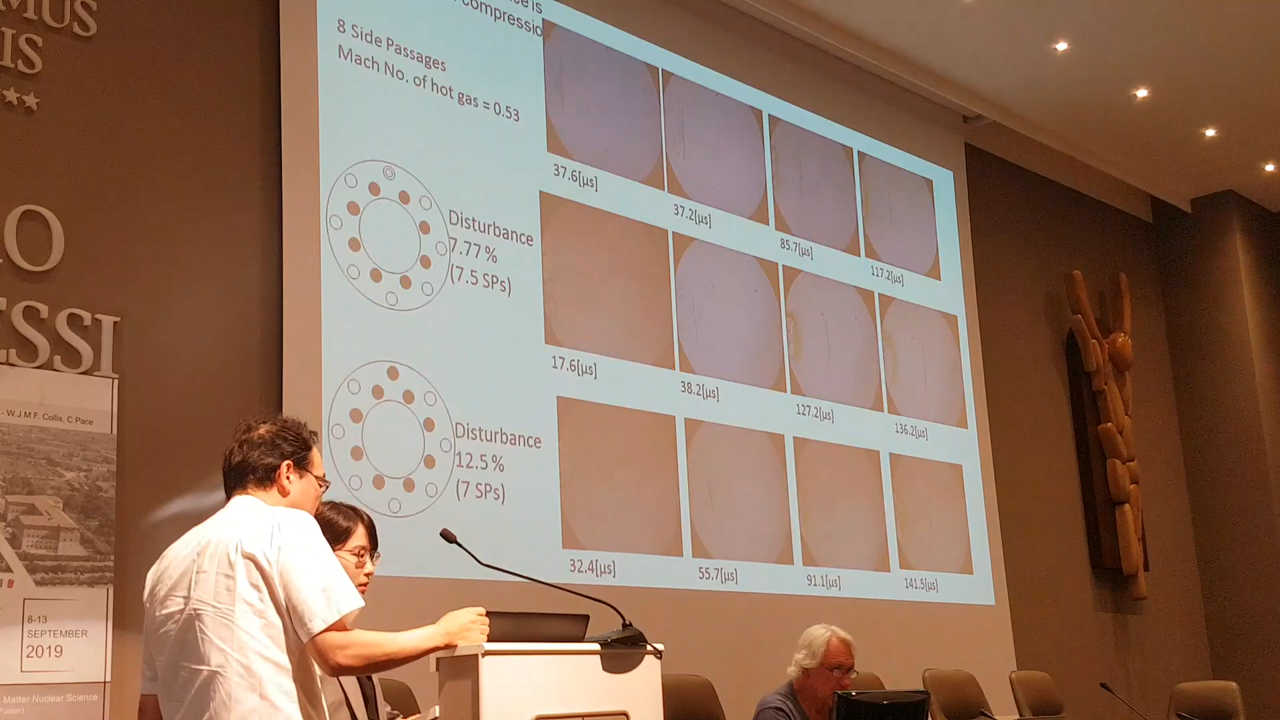 MUS
IS
O
ESSI
- W.J.M.F. Collis, C.Pace
8-13
SEPTEMBER
2019
Matter Nuclear Science
compressio
8 Side Passages
Mach No. of hot gas = 0.53
Disturbance
7.77 %
(7.5 SPs)
Disturbance
12.5 %
(7 SPs)
37.6[µs]
37.2[µs]
85.7[µs]
117.2[µs]
17.6[µs]
38.2[µs]
127.2[µs]
136.2[µs]
32.4[µs]
55.7[µs]
91.1[µs]
141.5[µs]